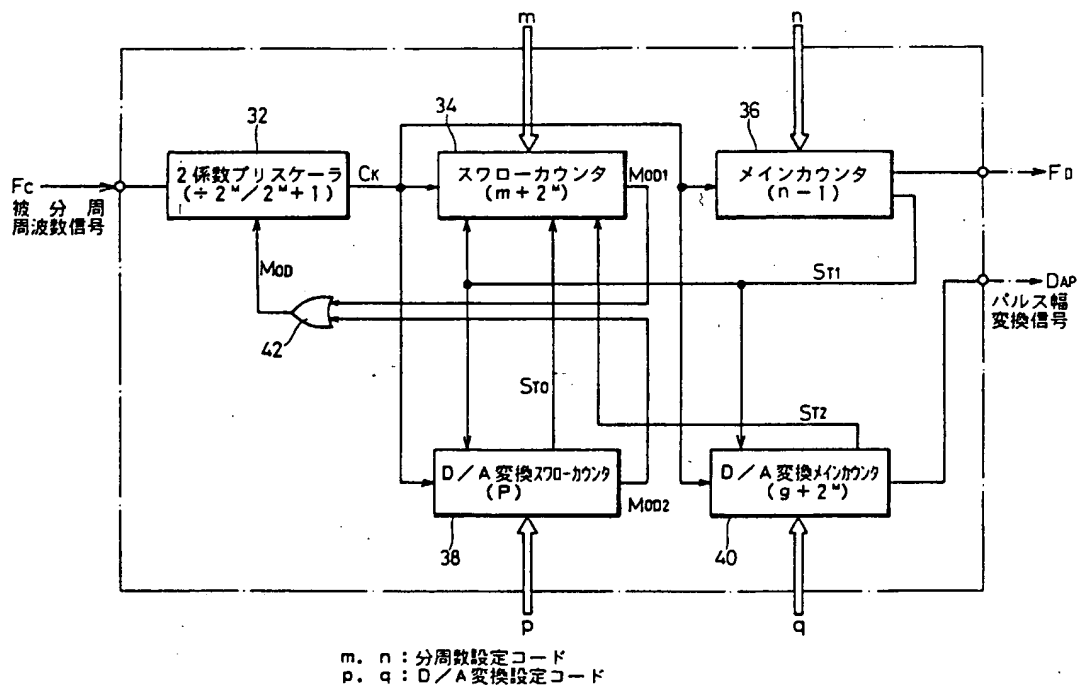 m
n
32
34
36
2係数プリスケーラ
(÷2ᴹ/2ᴹ+1)
CK
スワローカウンタ
(m+2ᴹ)
MOD1
メインカウンタ
(n-1)
FC
被分周
周波数信号
FD
MOD
ST1
DAP
パルス幅
変換信号
42
ST0
ST2
D/A変換スワローカウンタ
(P)
MOD2
D/A変換メインカウンタ
(g+2ᴹ)
38
40
p
q
m. n:分周数設定コード
p. q:D/A変換設定コード